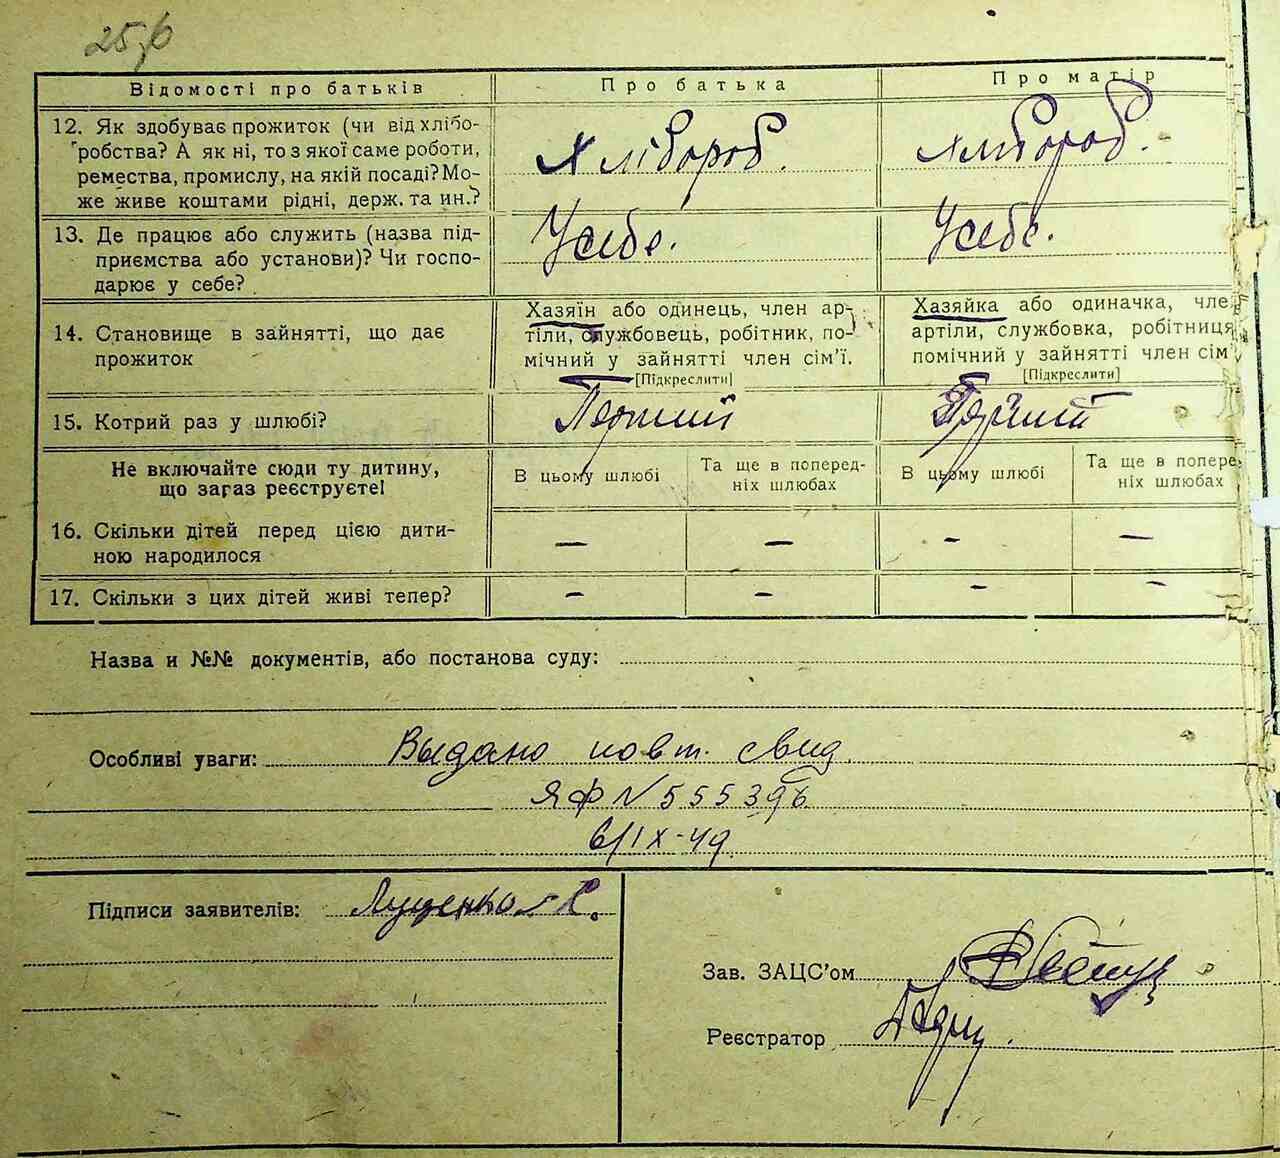 25
Відомості про батьків Про батька Про матір
12. Як здобуває прожиток (чи від хлібо-
робства? А як ні, то з якої саме роботи,
ремества, промислу, на якій посаді? Мо-
же живе коштами рідні, держ. та ин.?
Хлібороб. Хлібороб.
13. Де працює або служить (назва під-
приємства або установи)? Чи госпо-
дарює у себе?
У себе. У себе.
14. Становище в зайнятті, що дає
прожиток
Хазяїн або одинець, член ар-
тіли, службовець, робітник, по-
мічний у зайнятті член сім'ї.
[Підкреслити]
Хазяйка або одиначка, член
артіли, службовка, робітниця,
помічний у зайнятті член сім'
[Підкреслити]
15. Котрий раз у шлюбі? Перший Перший
Не включайте сюди ту дитину,
що загаз реєструєте!
В цьому шлюбі
Та ще в поперед-
ніх шлюбах
В цьому шлюбі
Та ще в попере
ніх шлюбах
16. Скільки дітей перед цією дити-
ною народилося
— — — —
17. Скільки з цих дітей живі тепер? — — — —
Назва и №№ документів, або постанова суду:
Особливі уваги: Выдано повт. свид.
ЯФ N 555396
6/IX-49
Підписи заявителів: Луценко
Зав. ЗАЦС'ом
Реєстратор